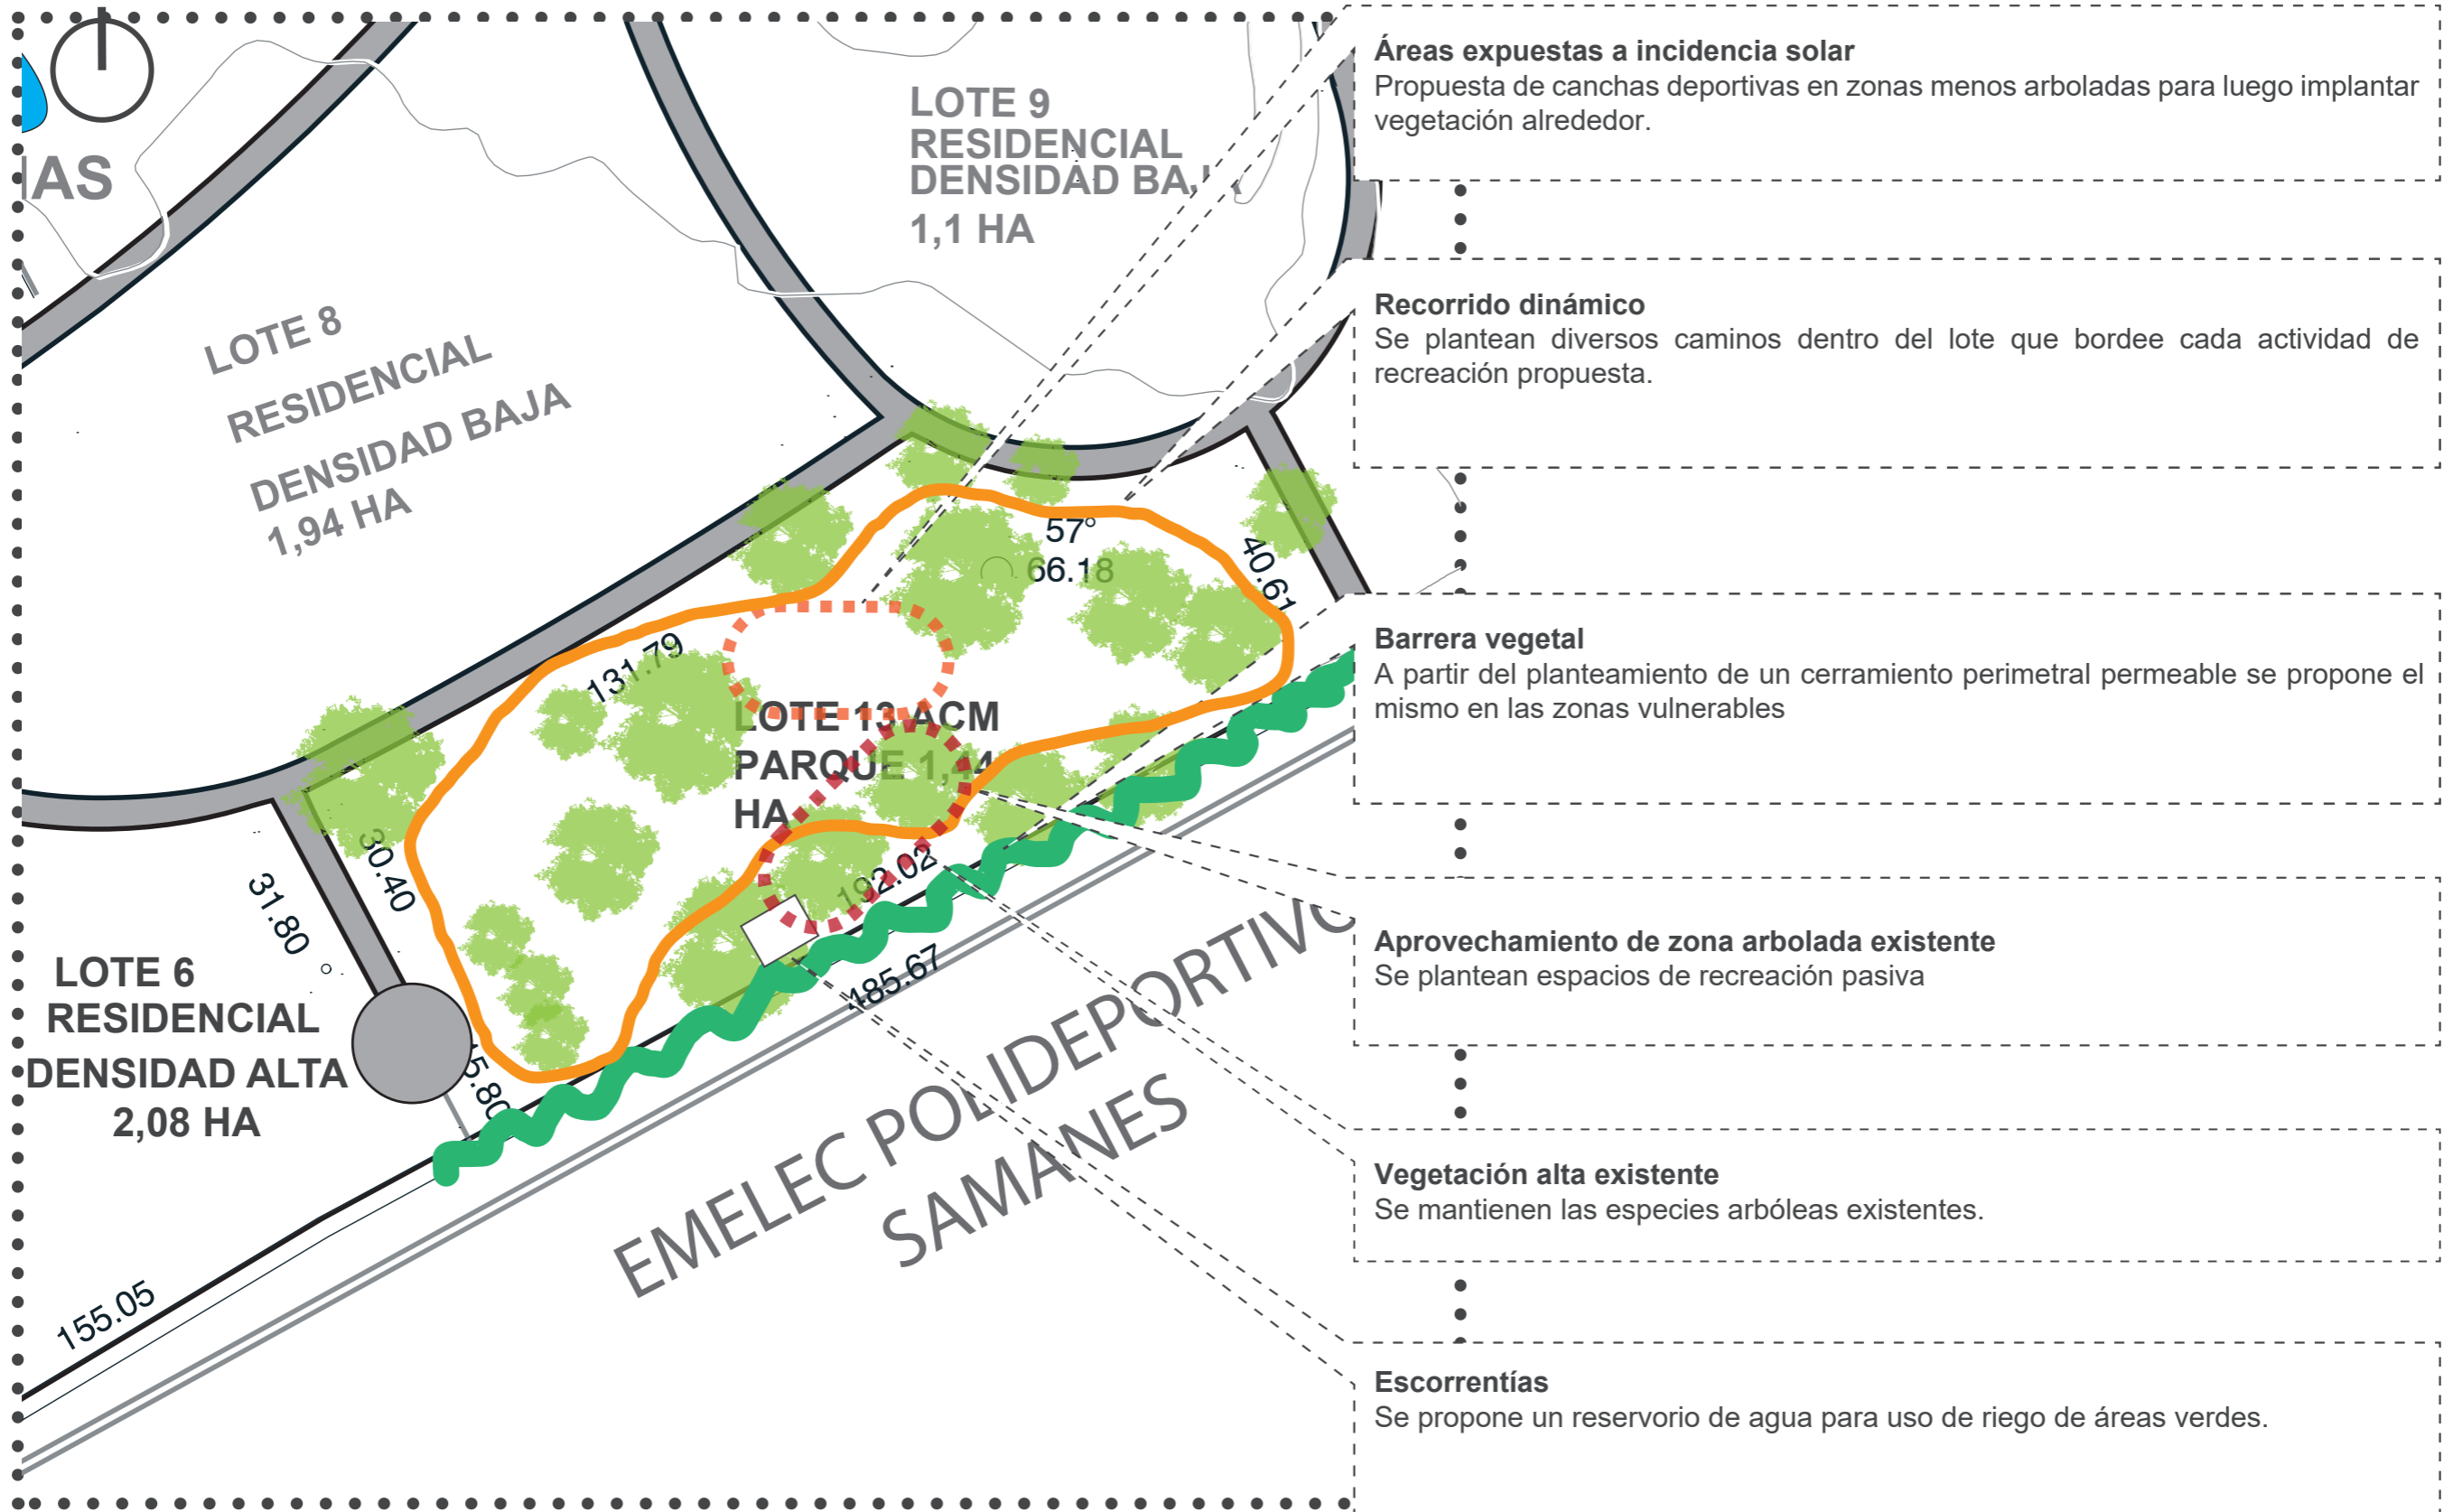 IAS
LOTE 9
RESIDENCIAL
DENSIDAD BAJA
1,1 HA
LOTE 8
RESIDENCIAL
DENSIDAD BAJA
1,94 HA
57°
66.18
40.61
131.79
LOTE 13 ACM
PARQUE 1,44
HA
30.40
31.80
192.02
485.67
LOTE 6
RESIDENCIAL
DENSIDAD ALTA
2,08 HA
5.80
155.05
EMELEC POLIDEPORTIVO
SAMANES
Áreas expuestas a incidencia solar
Propuesta de canchas deportivas en zonas menos arboladas para luego implantar
vegetación alrededor.
Recorrido dinámico
Se plantean diversos caminos dentro del lote que bordee cada actividad de
recreación propuesta.
Barrera vegetal
A partir del planteamiento de un cerramiento perimetral permeable se propone el
mismo en las zonas vulnerables
Aprovechamiento de zona arbolada existente
Se plantean espacios de recreación pasiva
Vegetación alta existente
Se mantienen las especies arbóleas existentes.
Escorrentías
Se propone un reservorio de agua para uso de riego de áreas verdes.